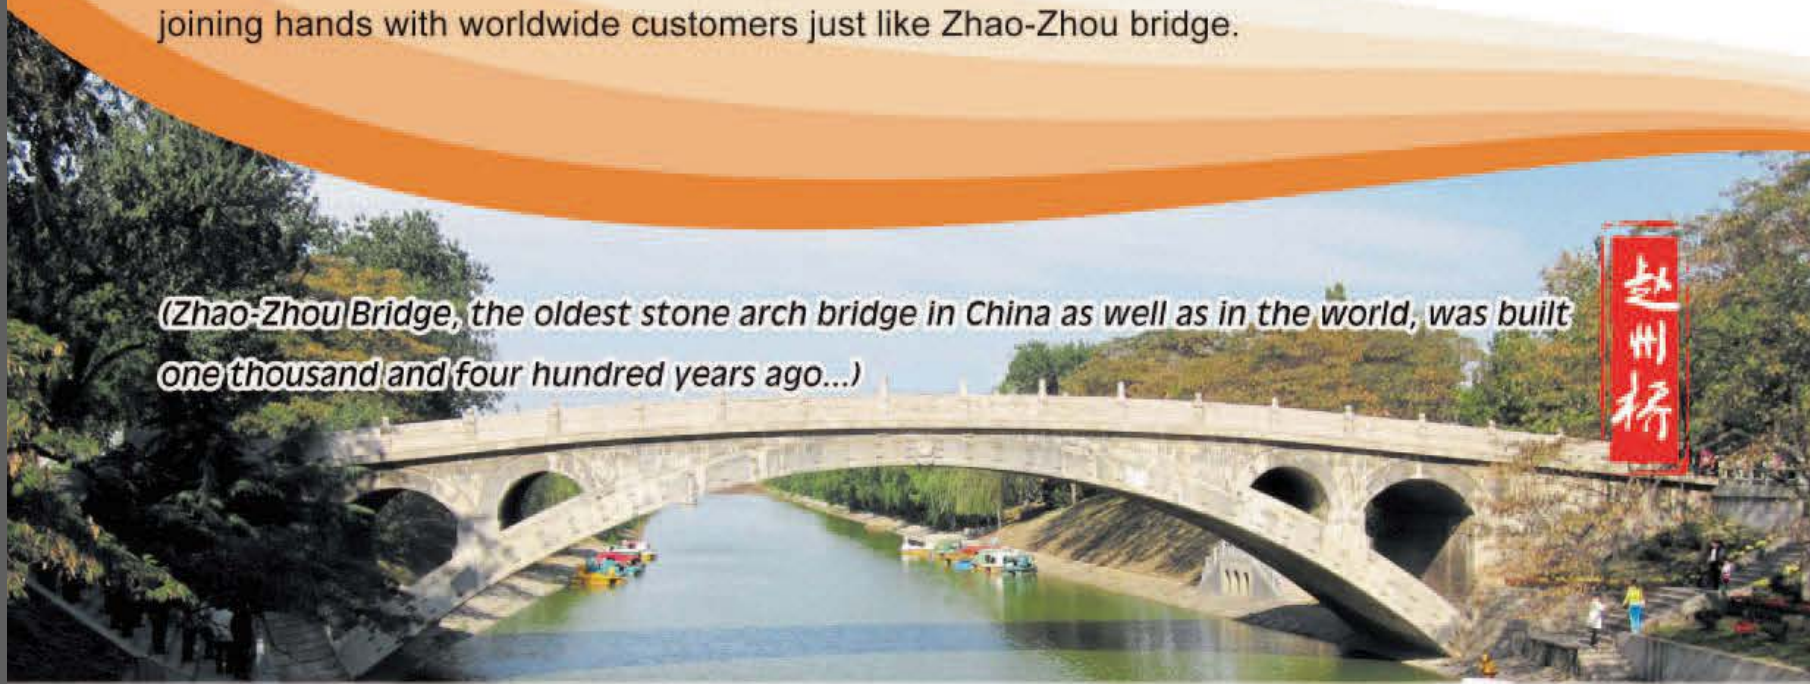 joining hands with worldwide customers just like Zhao-Zhou bridge.
(Zhao-Zhou Bridge, the oldest stone arch bridge in China as well as in the world, was built
one thousand and four hundred years ago...)
赵州桥